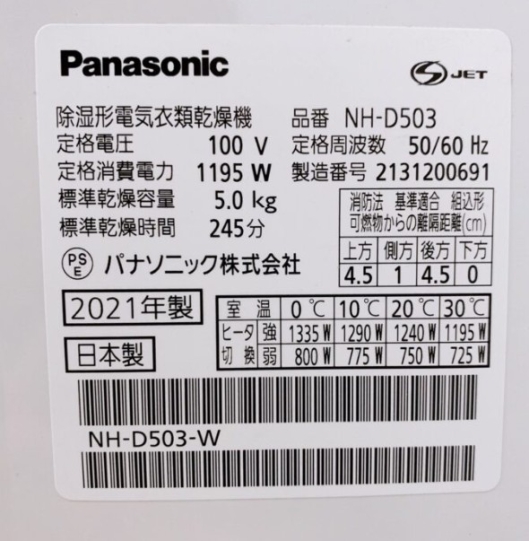 Panasonic
S JET
除湿形電気衣類乾燥機 品番 NH-D503
定格電圧 100 V 定格周波数 50/60 Hz
定格消費電力 1195 W 製造番号 2131200691
標準乾燥容量 5.0 kg
標準乾燥時間 245分
消防法 基準適合 組込形
可燃物からの離隔距離(cm)
上方 側方 後方 下方
4.5 1 4.5 0
PS
E パナソニック株式会社
2021年製
日本製
室温 0℃ 10℃ 20℃ 30℃
ヒータ 強 1335 W 1290 W 1240 W 1195 W
切換 弱 800 W 775 W 750 W 725 W
NH-D503-W